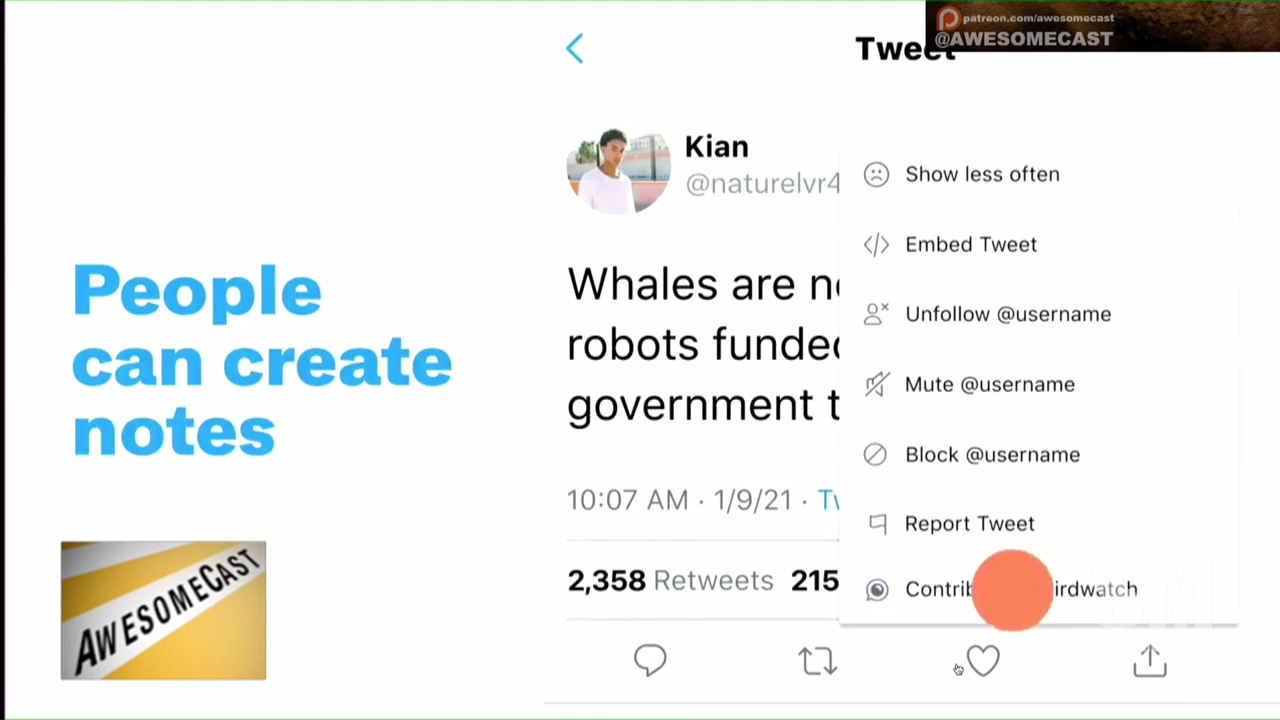 patreon.com/awesomecast
@AWESOMECAST
Tweet
Kian
@naturelvr4
Show less often
Embed Tweet
Whales are
Unfollow @username
robots
Mute @username
government
Block @username
10:07 AM · 1/9/21 ·
Report Tweet
2,358 Retweets 215
Contrib irdwatch
People
can create
notes
AWESOMECAST